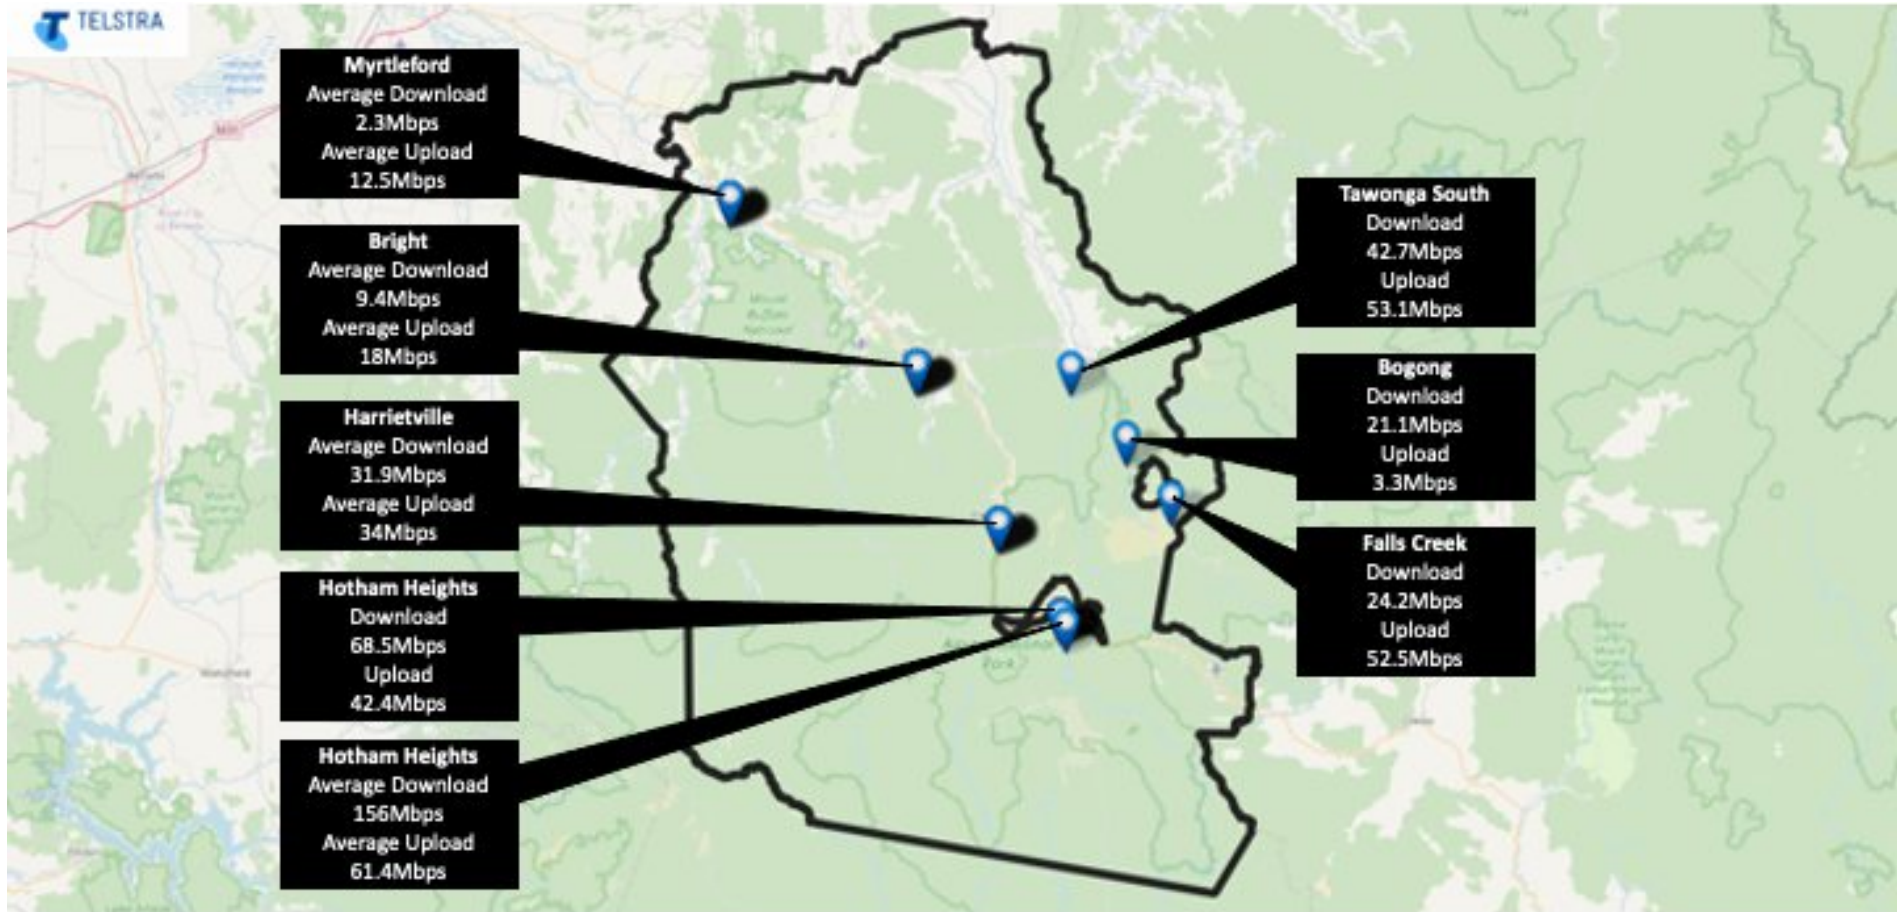 TELSTRA
Myrtleford
Average Download
2.3Mbps
Average Upload
12.5Mbps
Bright
Average Download
9.4Mbps
Average Upload
18Mbps
Harrietville
Average Download
31.9Mbps
Average Upload
34Mbps
Hotham Heights
Download
68.5Mbps
Upload
42.4Mbps
Hotham Heights
Average Download
156Mbps
Average Upload
61.4Mbps
Tawonga South
Download
42.7Mbps
Upload
53.1Mbps
Bogong
Download
21.1Mbps
Upload
3.3Mbps
Falls Creek
Download
24.2Mbps
Upload
52.5Mbps
Park